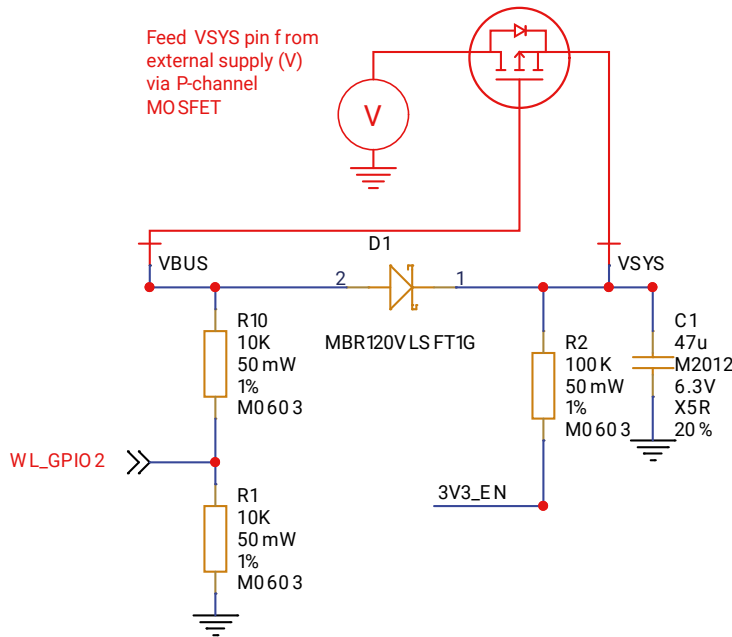 Feed VSYS pin from
external supply (V)
via P-channel
MOSFET
V
VBUS
D1
VSYS
2
1
MBR120VLSFT1G
R10
10K
50mW
1%
M0603
R2
100K
50mW
1%
M0603
C1
47u
M2012
6.3V
X5R
20%
WL_GPIO2
R1
10K
50mW
1%
M0603
3V3_EN